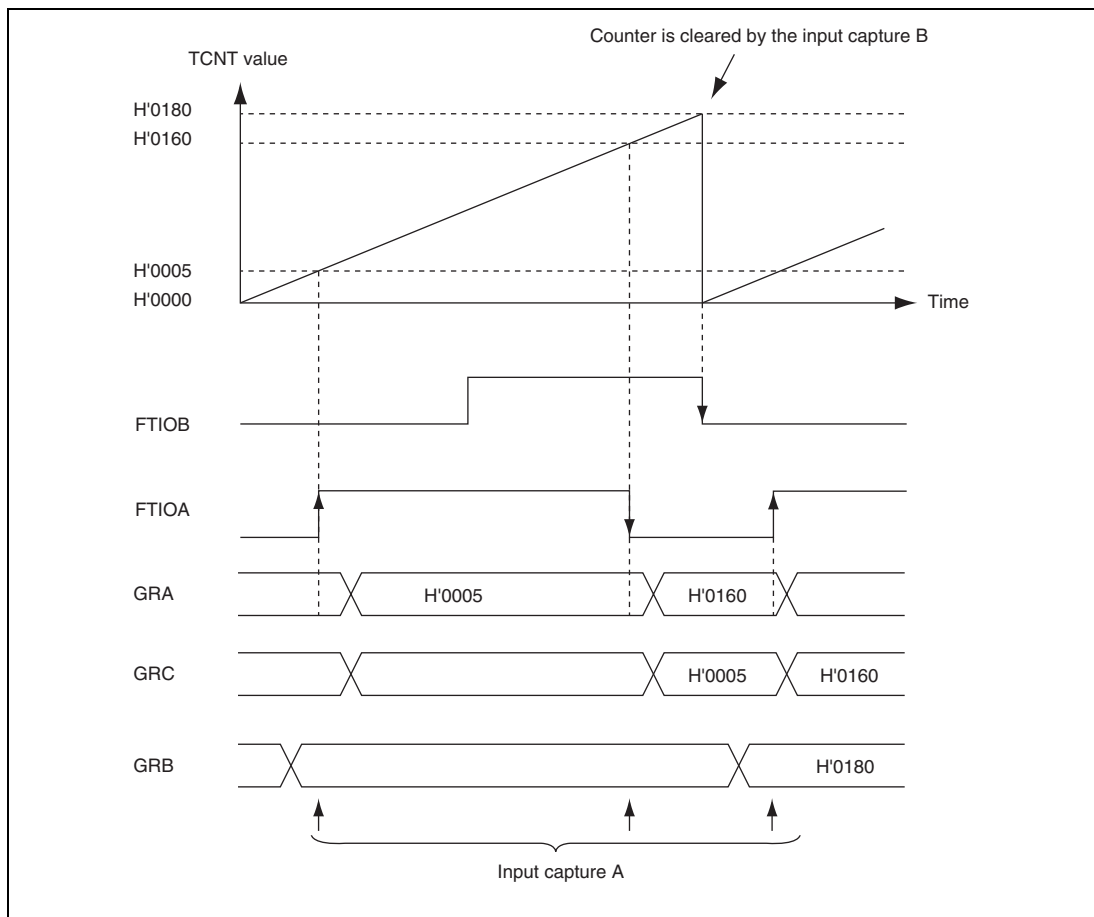 Counter is cleared by the input capture B
TCNT value
H'0180
H'0160
H'0005
H'0000
Time
FTIOB
FTIOA
GRA
H'0005
H'0160
GRC
H'0005
H'0160
GRB
H'0180
Input capture A